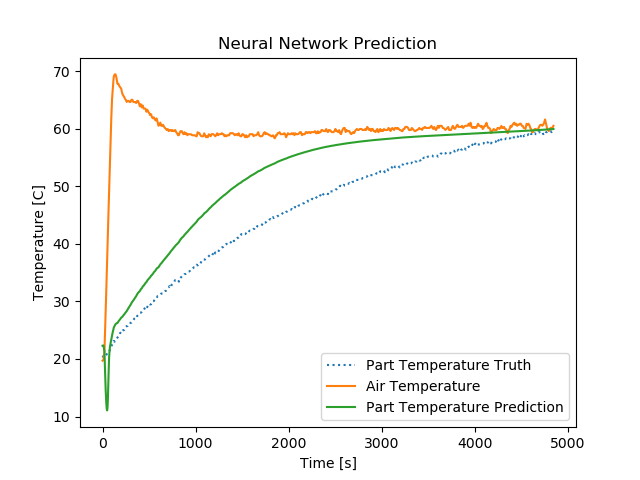 Neural Network Prediction
Temperature [C]
70
60
50
40
30
20
10
Part Temperature Truth
Air Temperature
Part Temperature Prediction
0 1000 2000 3000 4000 5000
Time [s]